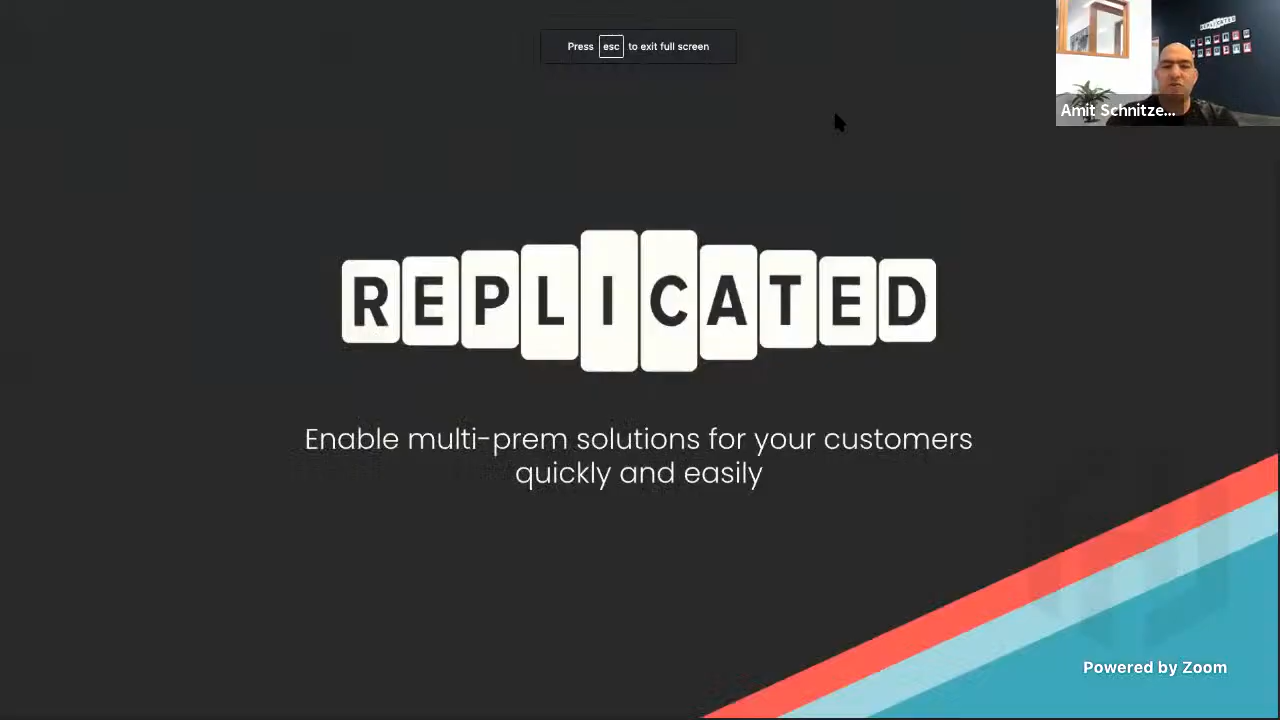 Press esc to exit full screen
REPLICATED
Amit Schnitze...
REPLICATED
Enable multi-prem solutions for your customers
quickly and easily
Powered by Zoom